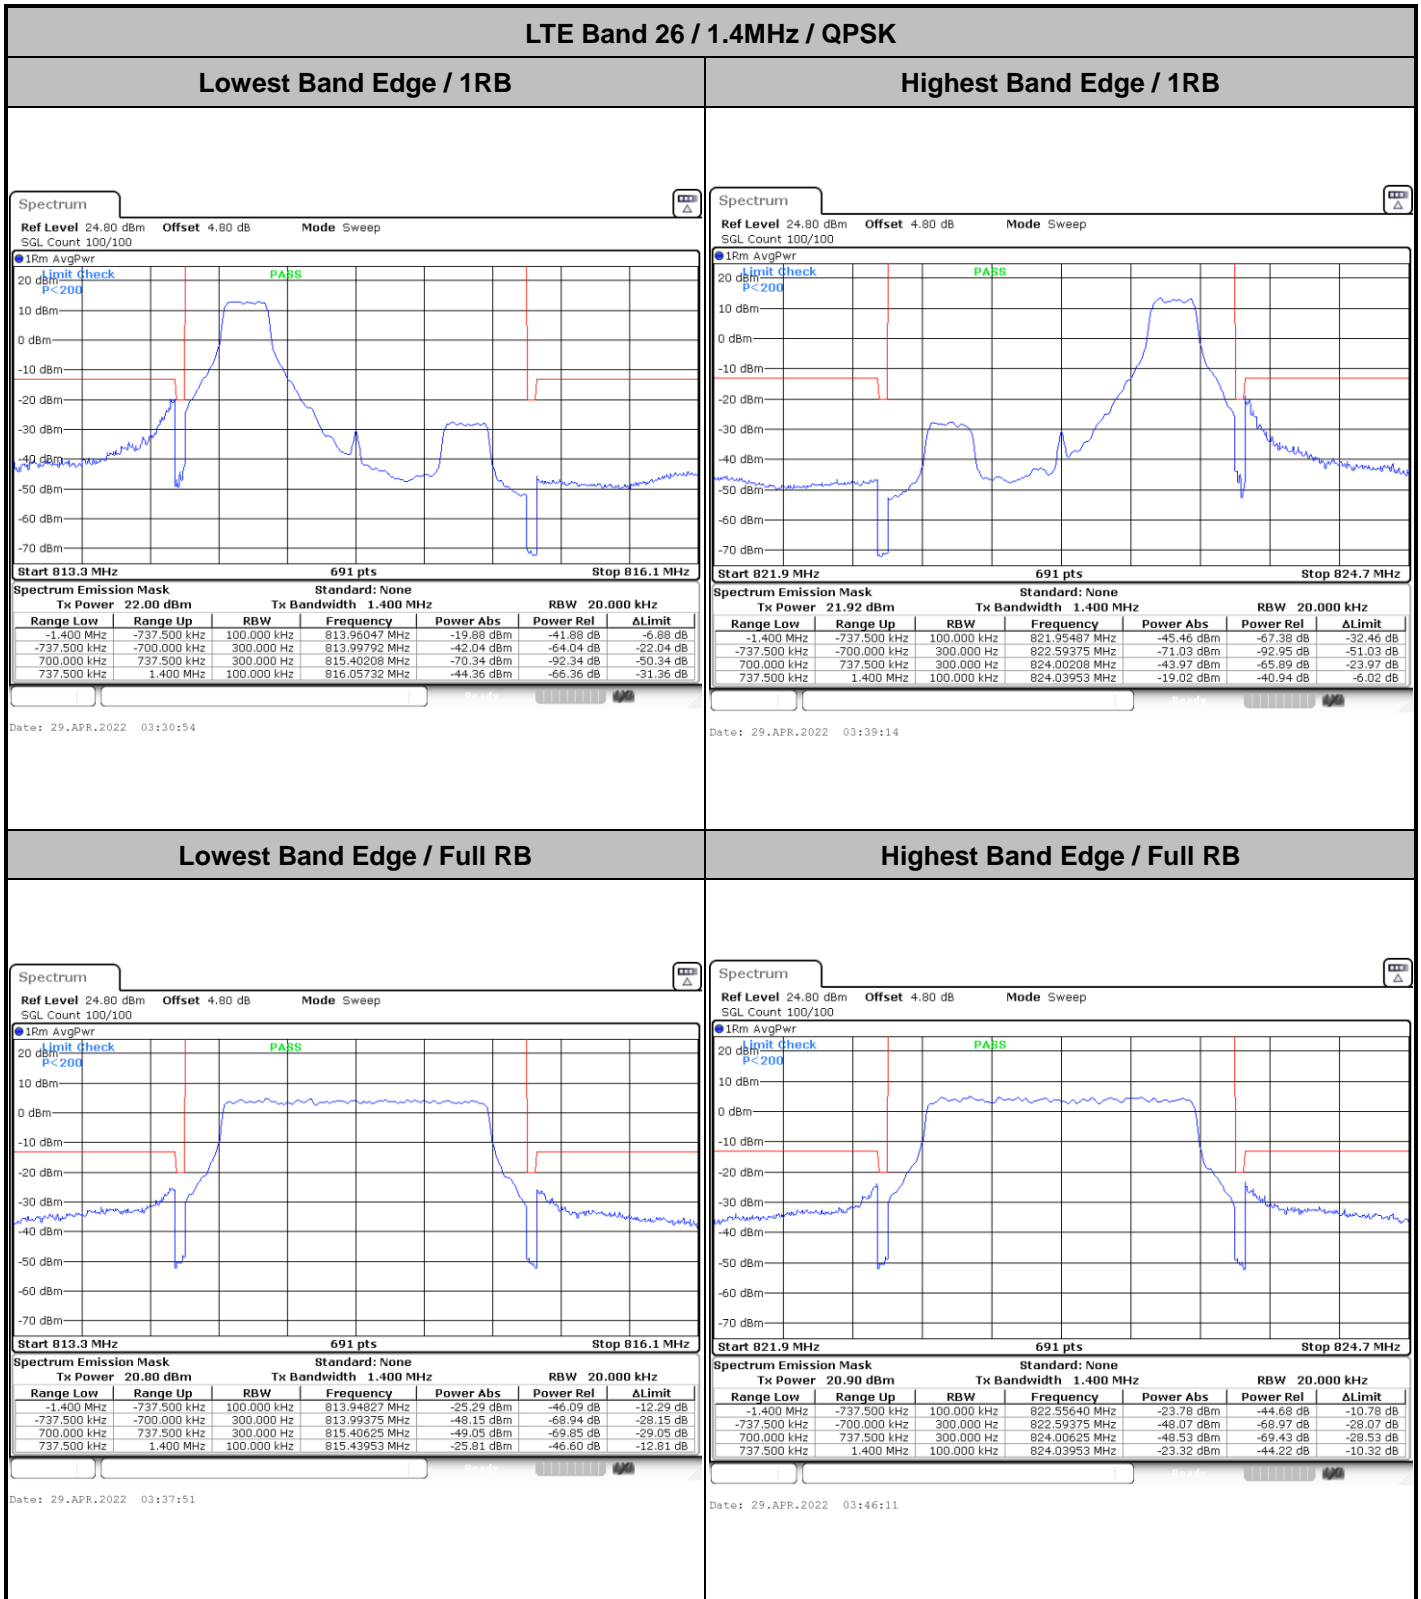 LTE Band 26 / 1.4MHz / QPSK
Lowest Band Edge / 1RB
Highest Band Edge / 1RB
Spectrum
Ref Level 24.80 dBm Offset 4.80 dB Mode Sweep
SGL Count 100/100
1Rm AvgPwr
Limit Check PASS
P<200
20 dBm
10 dBm
0 dBm
-10 dBm
-20 dBm
-30 dBm
-40 dBm
-50 dBm
-60 dBm
-70 dBm
Start 813.3 MHz 691 pts Stop 816.1 MHz
Spectrum Emission Mask Standard: None
Tx Power 22.00 dBm Tx Bandwidth 1.400 MHz RBW 20.000 kHz
Range Low Range Up RBW Frequency Power Abs Power Rel ΔLimit
-1.400 MHz -737.500 kHz 100.000 kHz 813.96047 MHz -19.88 dBm -41.88 dB -6.88 dB
-737.500 kHz -700.000 kHz 300.000 Hz 813.99792 MHz -42.04 dBm -64.04 dB -22.04 dB
700.000 kHz 737.500 kHz 300.000 Hz 815.40208 MHz -70.34 dBm -92.34 dB -50.34 dB
737.500 kHz 1.400 MHz 100.000 kHz 816.05732 MHz -44.36 dBm -66.36 dB -31.36 dB
Ready
Date: 29.APR.2022 03:30:54
Spectrum
Ref Level 24.80 dBm Offset 4.80 dB Mode Sweep
SGL Count 100/100
1Rm AvgPwr
Limit Check PASS
P<200
20 dBm
10 dBm
0 dBm
-10 dBm
-20 dBm
-30 dBm
-40 dBm
-50 dBm
-60 dBm
-70 dBm
Start 821.9 MHz 691 pts Stop 824.7 MHz
Spectrum Emission Mask Standard: None
Tx Power 21.92 dBm Tx Bandwidth 1.400 MHz RBW 20.000 kHz
Range Low Range Up RBW Frequency Power Abs Power Rel ΔLimit
-1.400 MHz -737.500 kHz 100.000 kHz 821.95487 MHz -45.46 dBm -67.38 dB -32.46 dB
-737.500 kHz -700.000 kHz 300.000 Hz 822.59375 MHz -71.03 dBm -92.95 dB -51.03 dB
700.000 kHz 737.500 kHz 300.000 Hz 824.00208 MHz -43.97 dBm -65.89 dB -23.97 dB
737.500 kHz 1.400 MHz 100.000 kHz 824.03953 MHz -19.02 dBm -40.94 dB -6.02 dB
Ready
Date: 29.APR.2022 03:39:14
Lowest Band Edge / Full RB
Highest Band Edge / Full RB
Spectrum
Ref Level 24.80 dBm Offset 4.80 dB Mode Sweep
SGL Count 100/100
1Rm AvgPwr
Limit Check PASS
P<200
20 dBm
10 dBm
0 dBm
-10 dBm
-20 dBm
-30 dBm
-40 dBm
-50 dBm
-60 dBm
-70 dBm
Start 813.3 MHz 691 pts Stop 816.1 MHz
Spectrum Emission Mask Standard: None
Tx Power 20.80 dBm Tx Bandwidth 1.400 MHz RBW 20.000 kHz
Range Low Range Up RBW Frequency Power Abs Power Rel ΔLimit
-1.400 MHz -737.500 kHz 100.000 kHz 813.94827 MHz -25.29 dBm -46.09 dB -12.29 dB
-737.500 kHz -700.000 kHz 300.000 Hz 813.99375 MHz -48.15 dBm -68.94 dB -28.15 dB
700.000 kHz 737.500 kHz 300.000 Hz 815.40625 MHz -49.05 dBm -69.85 dB -29.05 dB
737.500 kHz 1.400 MHz 100.000 kHz 815.43953 MHz -25.81 dBm -46.60 dB -12.81 dB
Ready
Date: 29.APR.2022 03:37:51
Spectrum
Ref Level 24.80 dBm Offset 4.80 dB Mode Sweep
SGL Count 100/100
1Rm AvgPwr
Limit Check PASS
P<200
20 dBm
10 dBm
0 dBm
-10 dBm
-20 dBm
-30 dBm
-40 dBm
-50 dBm
-60 dBm
-70 dBm
Start 821.9 MHz 691 pts Stop 824.7 MHz
Spectrum Emission Mask Standard: None
Tx Power 20.90 dBm Tx Bandwidth 1.400 MHz RBW 20.000 kHz
Range Low Range Up RBW Frequency Power Abs Power Rel ΔLimit
-1.400 MHz -737.500 kHz 100.000 kHz 822.55640 MHz -23.78 dBm -44.68 dB -10.78 dB
-737.500 kHz -700.000 kHz 300.000 Hz 822.59375 MHz -48.07 dBm -68.97 dB -28.07 dB
700.000 kHz 737.500 kHz 300.000 Hz 824.00625 MHz -48.53 dBm -69.43 dB -28.53 dB
737.500 kHz 1.400 MHz 100.000 kHz 824.03953 MHz -23.32 dBm -44.22 dB -10.32 dB
Ready
Date: 29.APR.2022 03:46:11